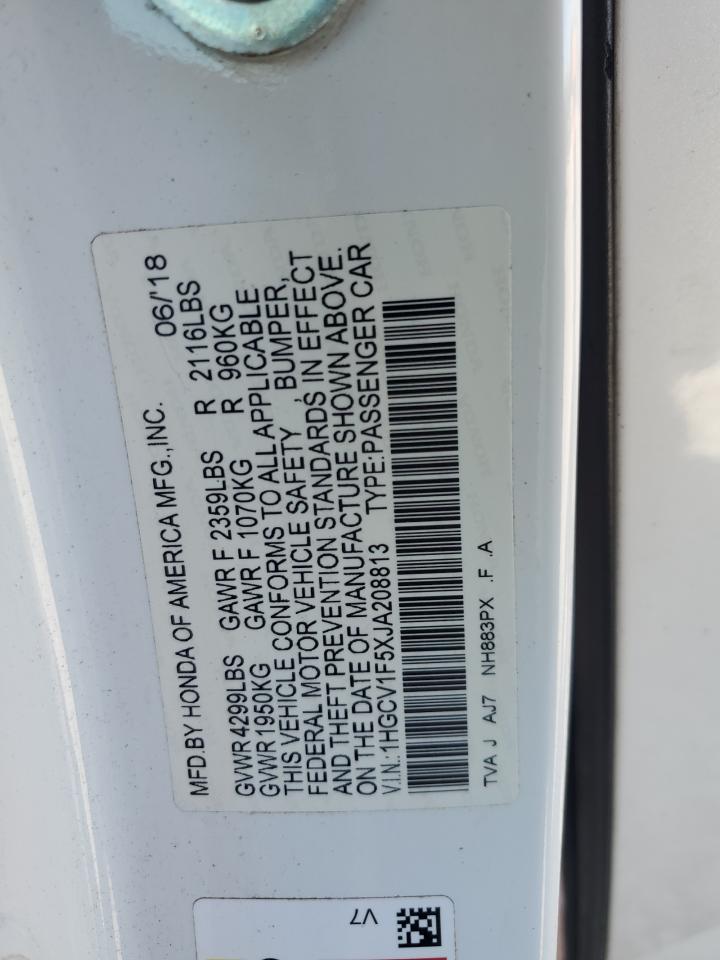 MFD.BY HONDA OF AMERICA MFG.,INC. 06/'18
GVWR 4299LBS GAWR F 2359LBS R 2116LBS
GVWR 1950KG GAWR F 1070KG R 960KG
THIS VEHICLE CONFORMS TO ALL APPLICABLE
FEDERAL MOTOR VEHICLE SAFETY , BUMPER,
AND THEFT PREVENTION STANDARDS IN EFFECT
ON THE DATE OF MANUFACTURE SHOWN ABOVE.
V.I.N.:1HGCV1F5XJA208813 TYPE:PASSENGER CAR
TVA J AJ7 NH883PX .F .A
V7